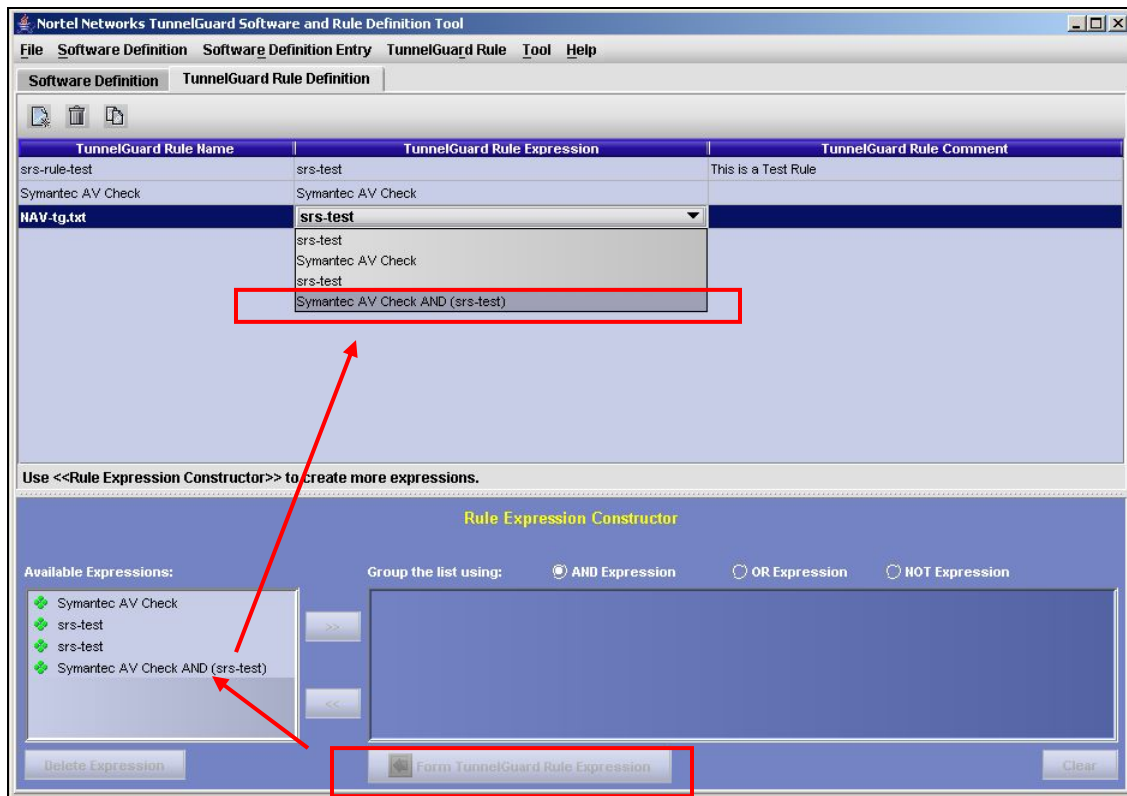 Nortel Networks TunnelGuard Software and Rule Definition Tool
File Software Definition Software Definition Entry TunnelGuard Rule Tool Help
Software Definition TunnelGuard Rule Definition
TunnelGuard Rule Name TunnelGuard Rule Expression TunnelGuard Rule Comment
srs-rule-test srs-test This is a Test Rule
Symantec AV Check Symantec AV Check
NAV-tg.txt srs-test
srs-test
Symantec AV Check
srs-test
Symantec AV Check AND (srs-test)
Use <<Rule Expression Constructor>> to create more expressions.
Rule Expression Constructor
Available Expressions: Group the list using: AND Expression OR Expression NOT Expression
Symantec AV Check
srs-test
>>
srs-test
Symantec AV Check AND (srs-test)
<<
Delete Expression Form TunnelGuard Rule Expression Clear